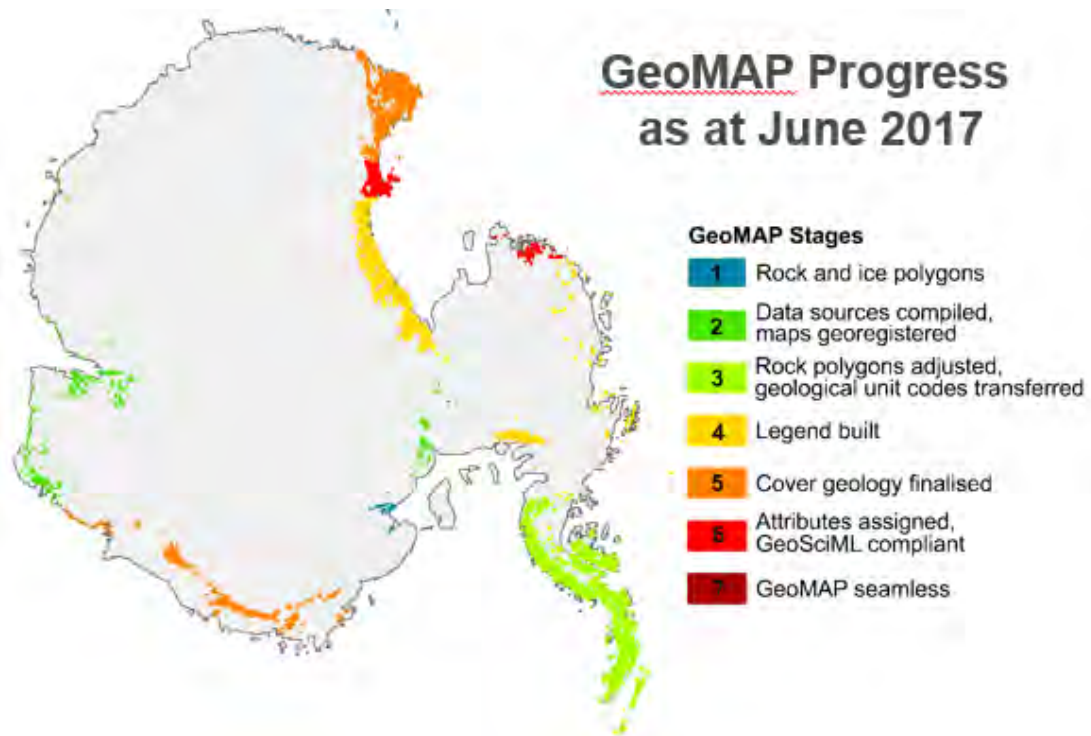 GeoMAP Progress
as at June 2017
GeoMAP Stages
1 Rock and ice polygons
2 Data sources compiled,
maps georegistered
3 Rock polygons adjusted,
geological unit codes transferred
4 Legend built
5 Cover geology finalised
6 Attributes assigned,
GeoSciML compliant
7 GeoMAP seamless